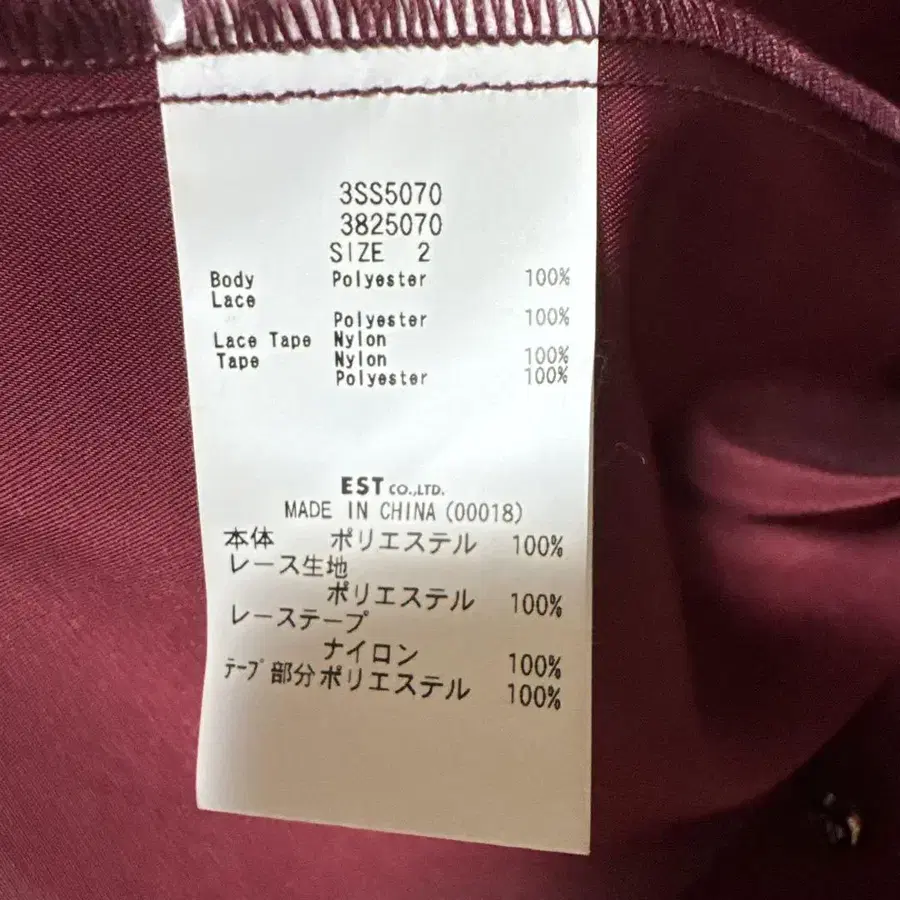 3SS5070
3825070
SIZE 2
Body Polyester 100%
Lace
Polyester 100%
Lace Tape Nylon
Tape Nylon 100%
Polyester 100%
EST CO.,LTD.
MADE IN CHINA (00018)
本体 ポリエステル 100%
レース生地
ポリエステル 100%
レーステープ
ナイロン 100%
テープ部分 ポリエステル 100%